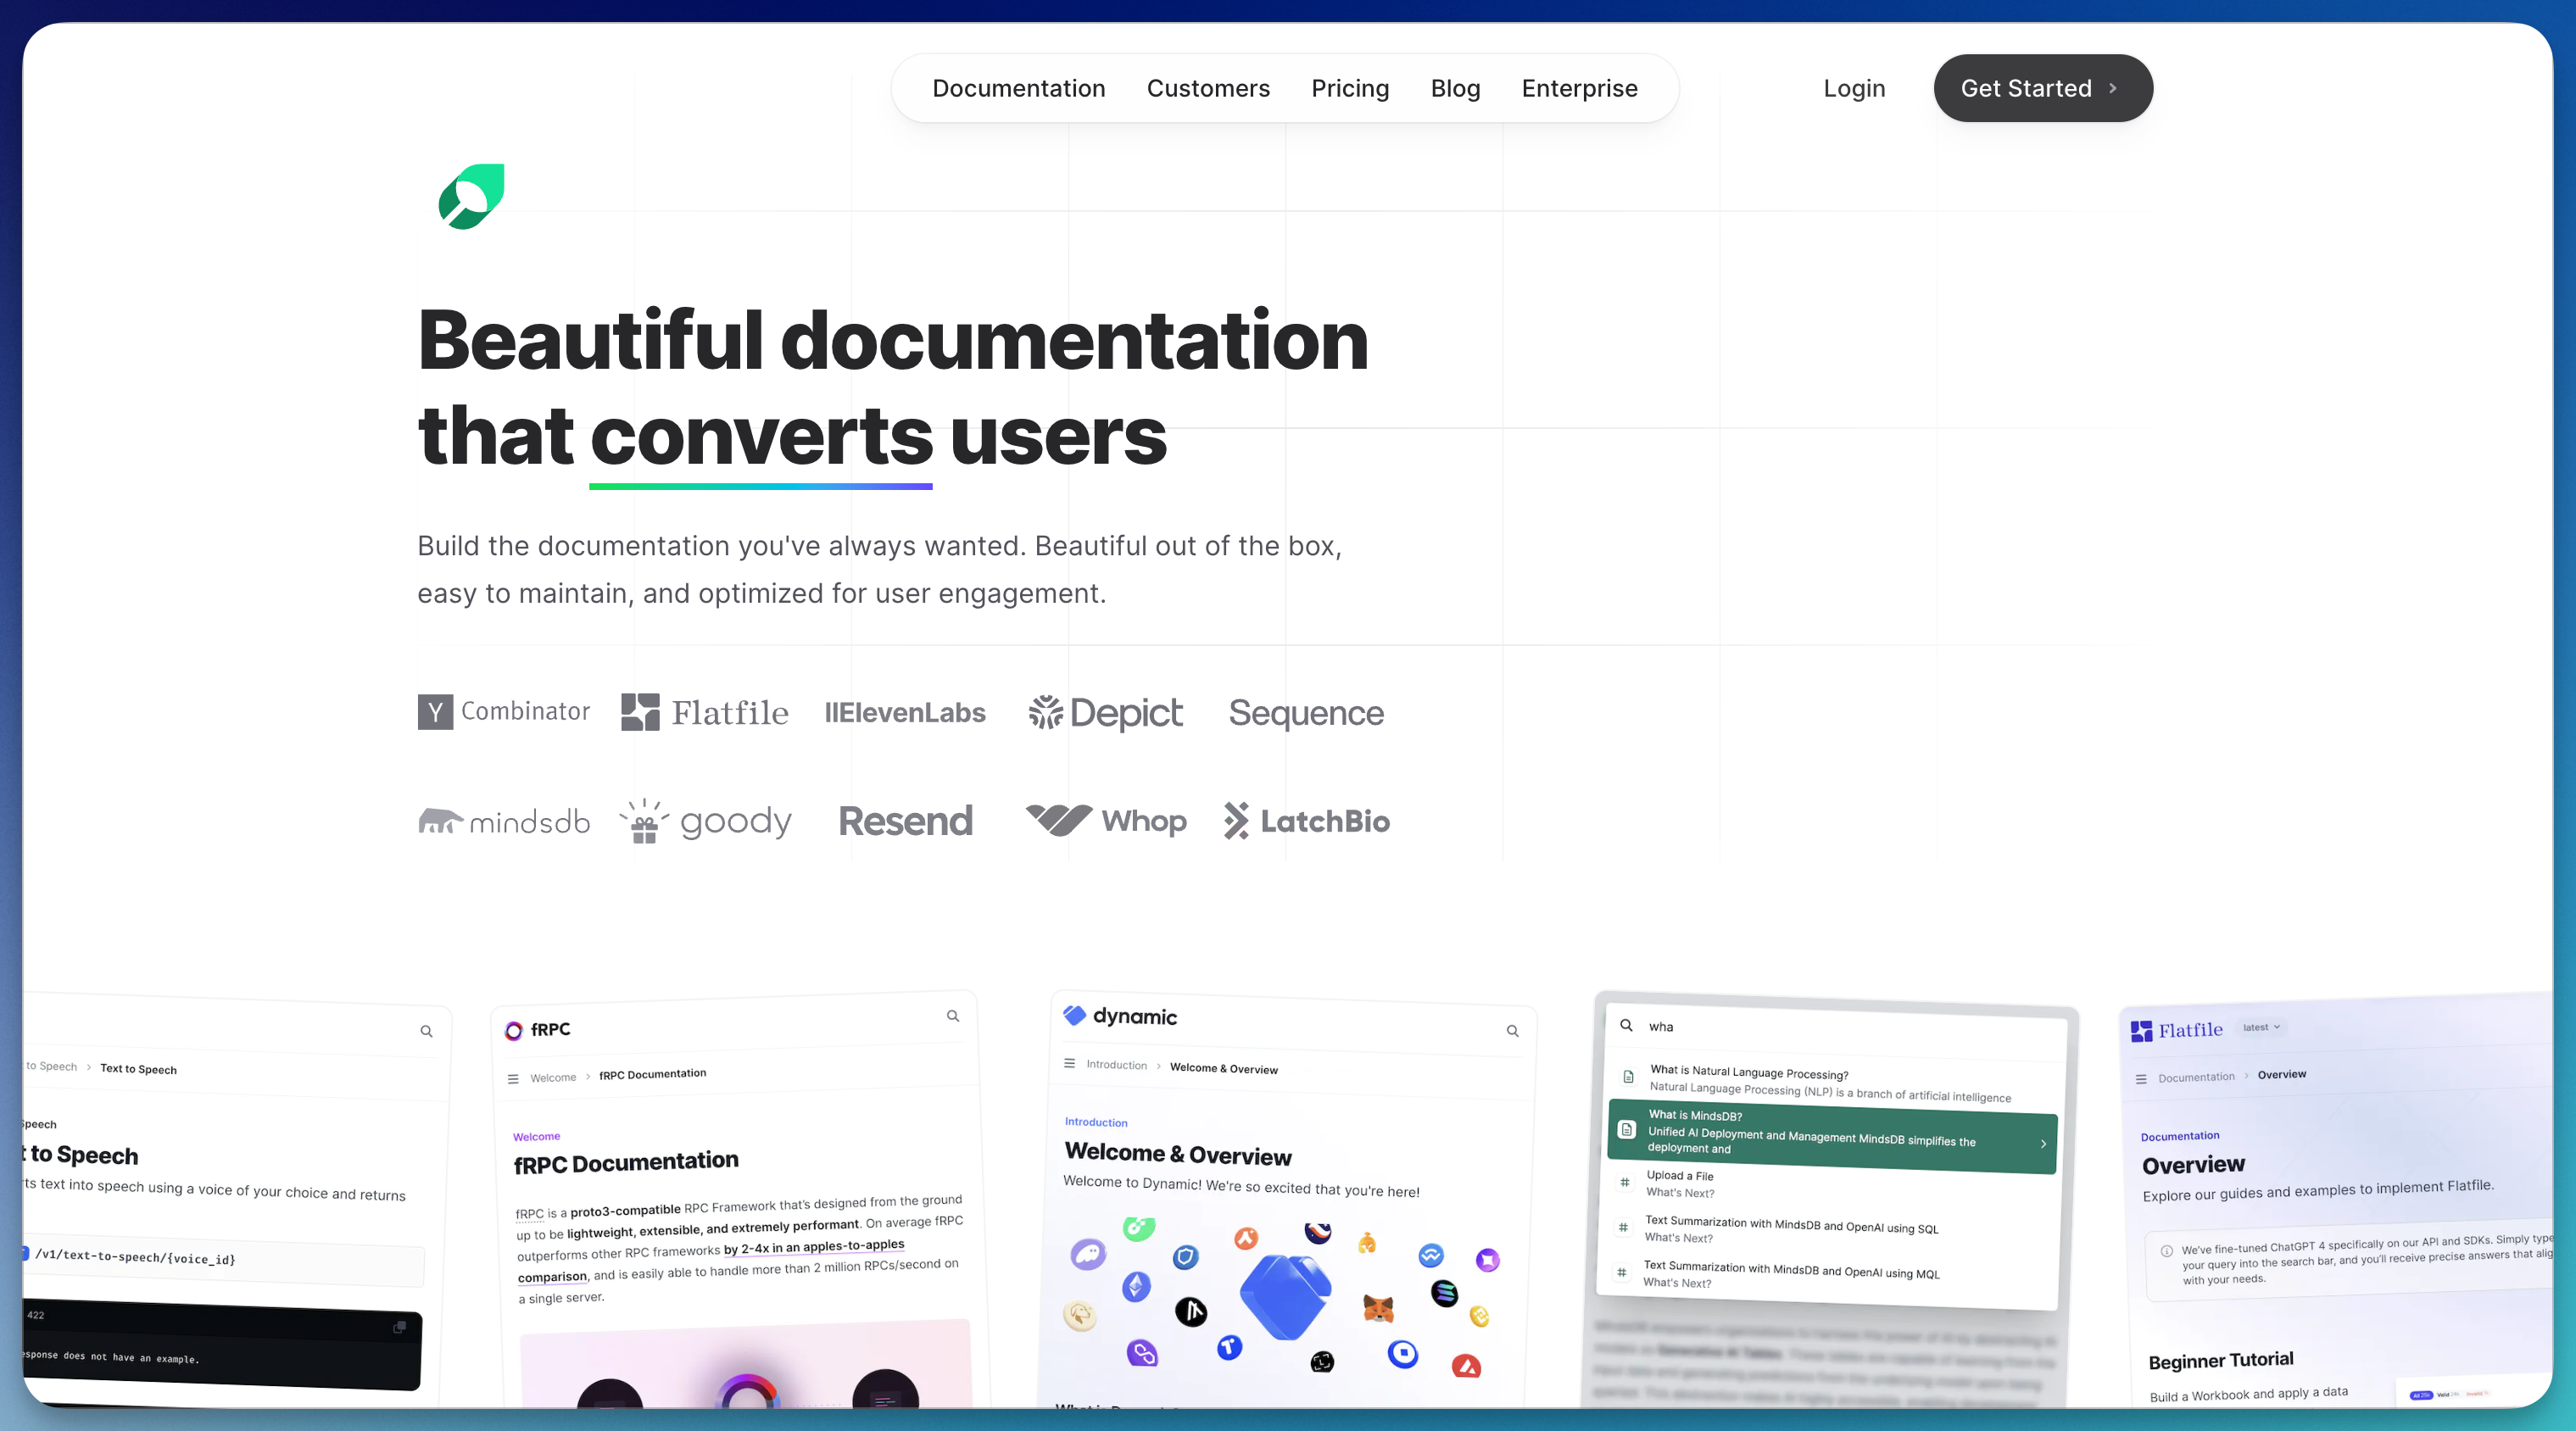 Documentation Customers Pricing Blog Enterprise
Login
Get Started
Beautiful documentation
that converts users
Build the documentation you've always wanted. Beautiful out of the box,
easy to maintain, and optimized for user engagement.
Y Combinator
Flatfile
IIElevenLabs
Depict
Sequence
mindsdb
goody
Resend
Whop
LatchBio
to Speech > Text to Speech
to Speech
rts text into speech using a voice of your choice and returns
/v1/text-to-speech/{voice_id}
422
esponse does not have an example.
fRPC
Welcome > fRPC Documentation
Welcome
fRPC Documentation
fRPC is a proto3-compatible RPC Framework that's designed from the ground
up to be lightweight, extensible, and extremely performant. On average fRPC
outperforms other RPC frameworks by 2-4x in an apples-to-apples
comparison, and is easily able to handle more than 2 million RPCs/second on
a single server.
dynamic
Introduction > Welcome & Overview
Introduction
Welcome & Overview
Welcome to Dynamic! We're so excited that you're here!
wha
What is Natural Language Processing?
Natural Language Processing (NLP) is a branch of artificial intelligence
What is MindsDB?
Unified AI Deployment and Management MindsDB simplifies the
deployment and
# Upload a File
What's Next?
# Text Summarization with MindsDB and OpenAI using SQL
What's Next?
# Text Summarization with MindsDB and OpenAI using MQL
What's Next?
Flatfile
latest
Documentation > Overview
Documentation
Overview
Explore our guides and examples to implement Flatfile.
We've fine-tuned ChatGPT 4 specifically on our API and SDKs. Simply type
your query into the search bar, and you'll receive precise answers that alig
with your needs.
Beginner Tutorial
Build a Workbook and apply a data